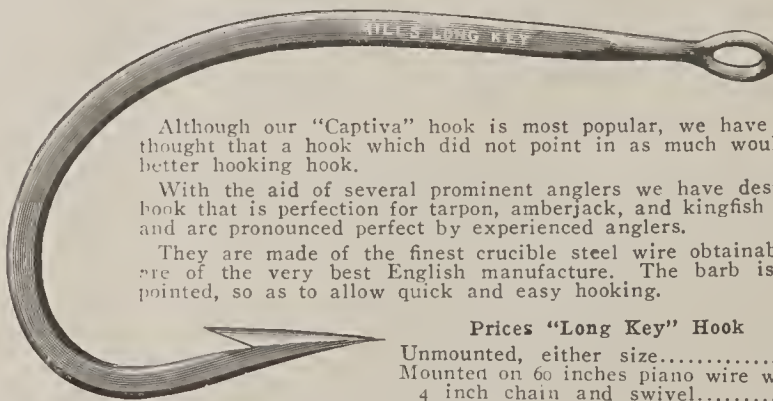 MILLS LONG KEY
Although our "Captiva" hook is most popular, we have
thought that a hook which did not point in as much
better hooking hook.
With the aid of several prominent anglers we have
hook that is perfection for tarpon, amberjack, and kingfish
and are pronounced perfect by experienced anglers.
They are made of the finest crucible steel wire
are of the very best English manufacture. The barb is
pointed, so as to allow quick and easy hooking.
Prices "Long Key" Hook
Unmounted, either size..............
Mounted on 60 inches piano wire
4 inch chain and swivel.........